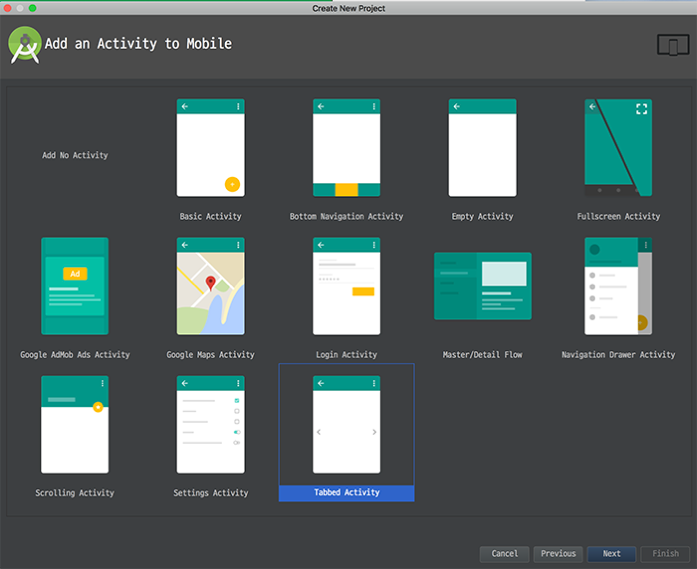 Create New Project
Add an Activity to Mobile
Add No Activity
Basic Activity
Bottom Navigation Activity
Empty Activity
Fullscreen Activity
Ad
Google AdMob Ads Activity
Google Maps Activity
Login Activity
Master/Detail Flow
Navigation Drawer Activity
Scrolling Activity
Settings Activity
Tabbed Activity
Cancel
Previous
Next
Finish